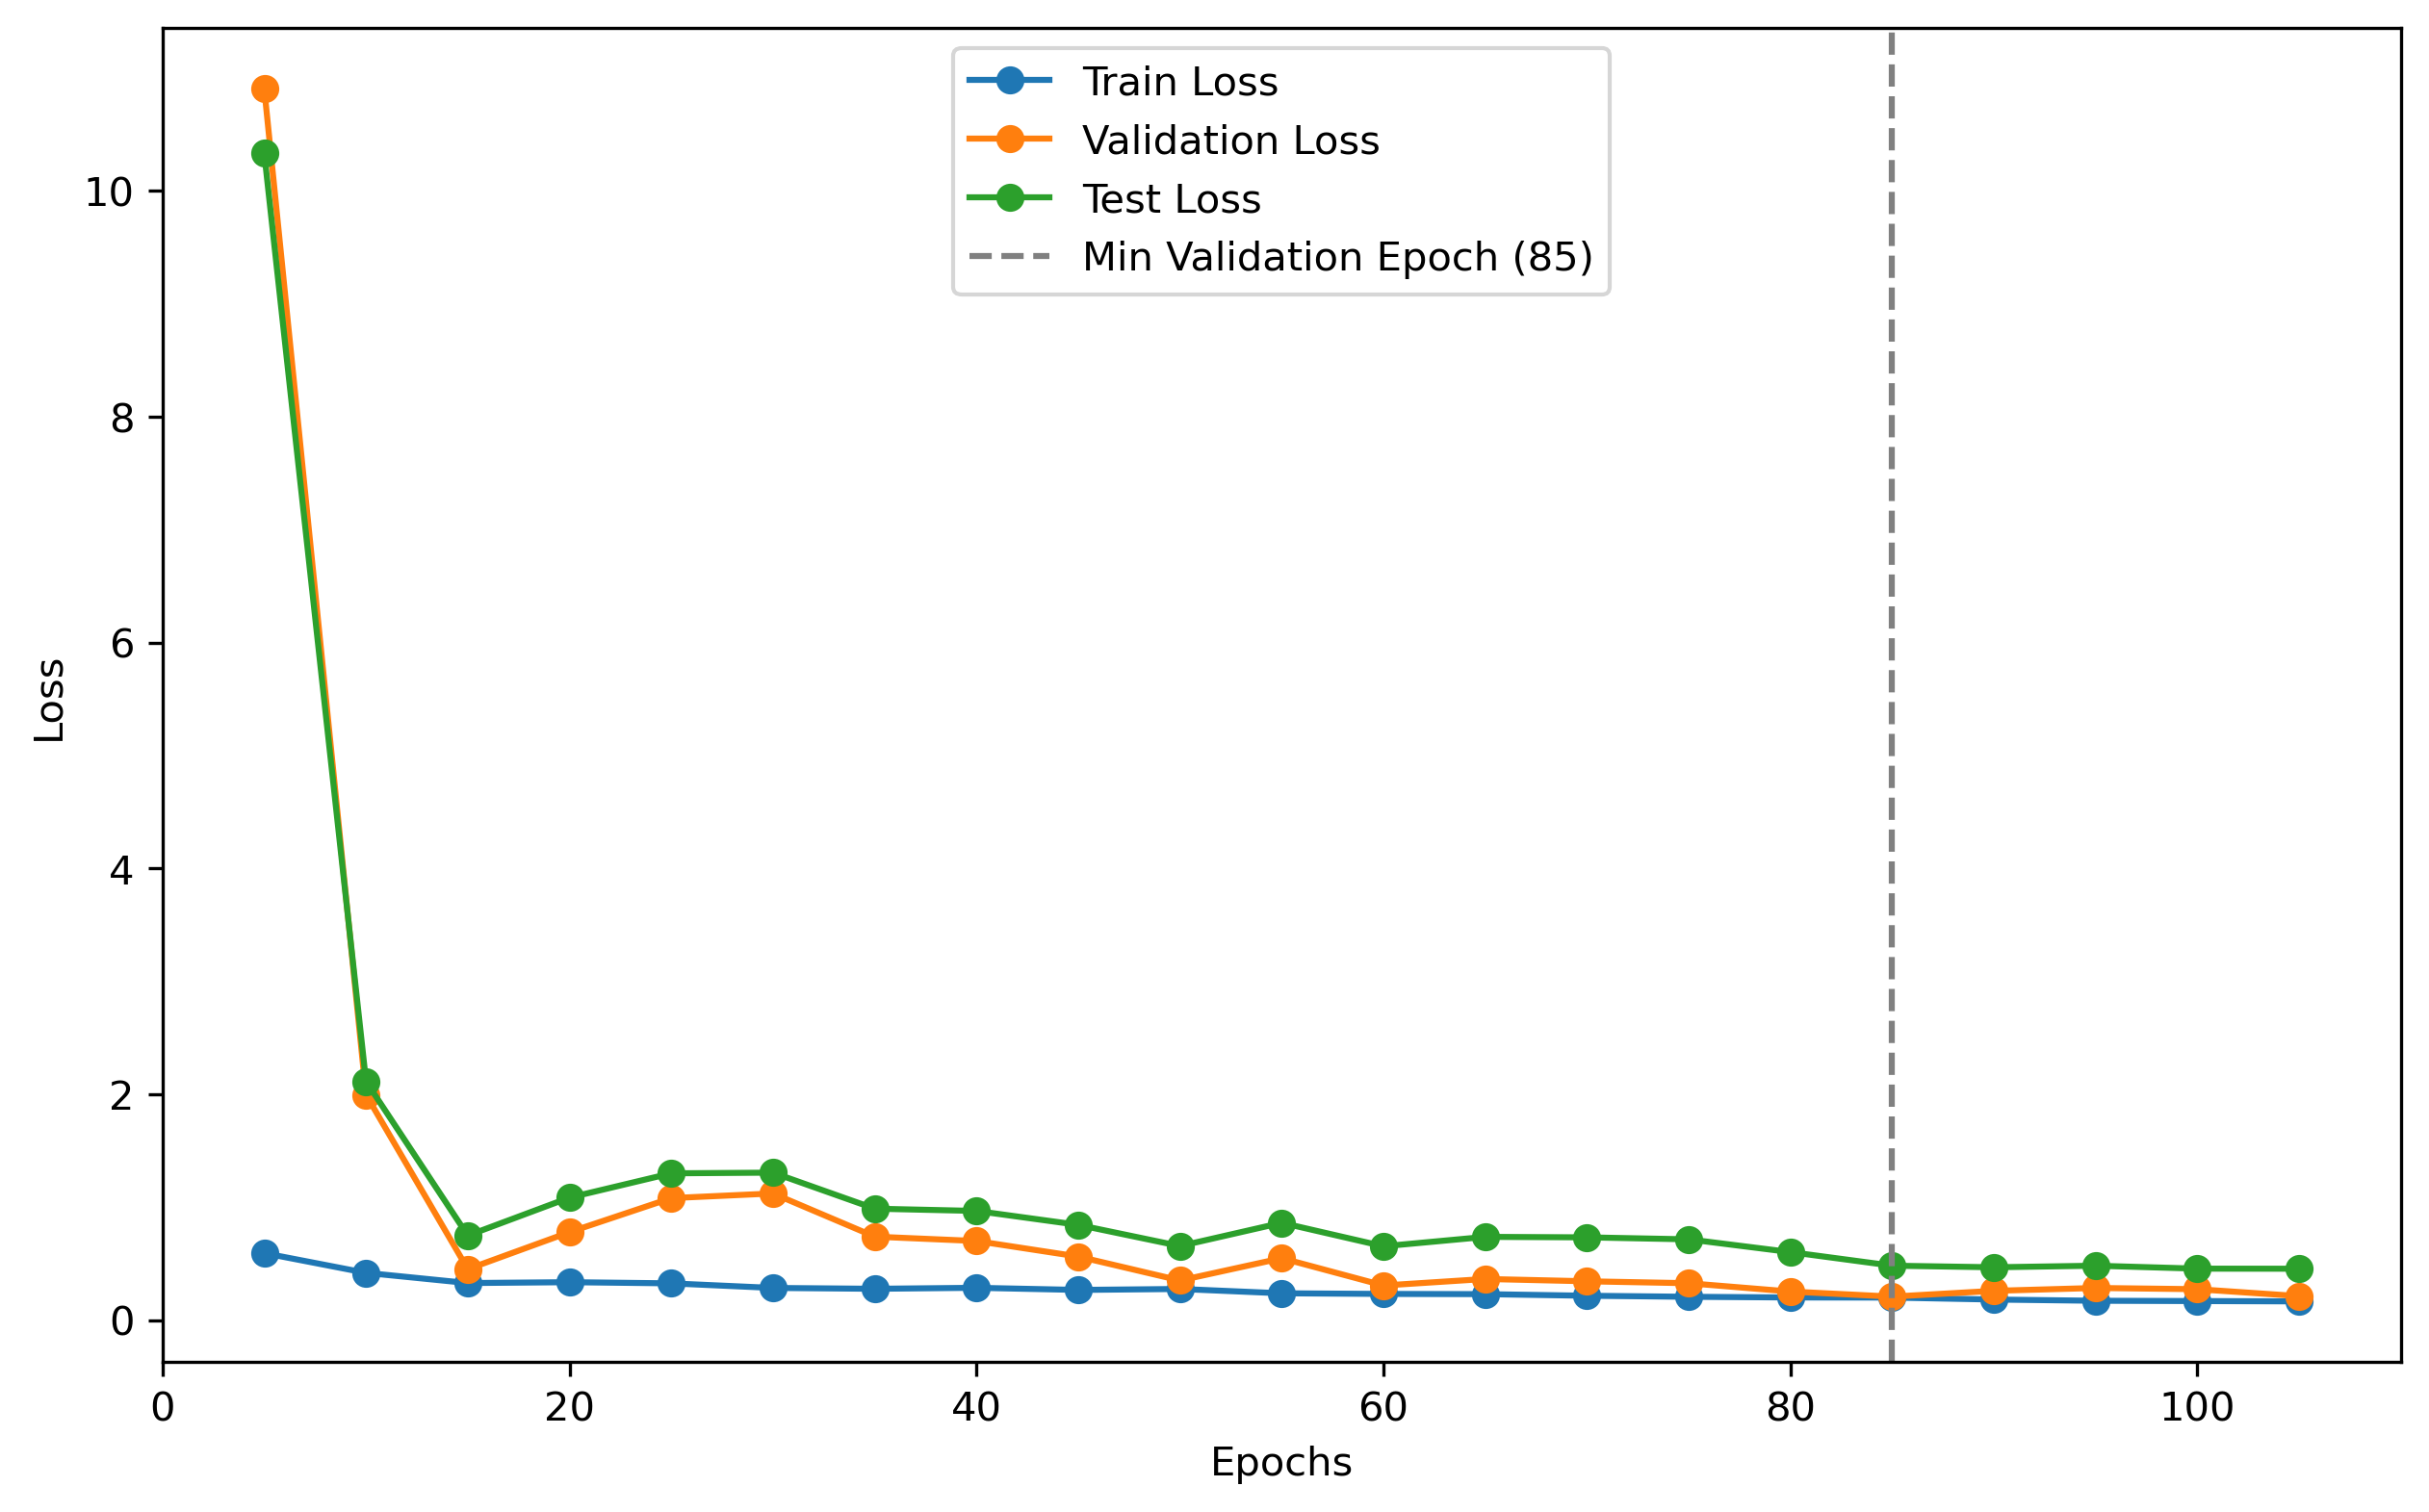 Train Loss
Validation Loss
Test Loss
Min Validation Epoch (85)
10
8
6
4
2
0
Loss
0 20 40 60 80 100
Epochs